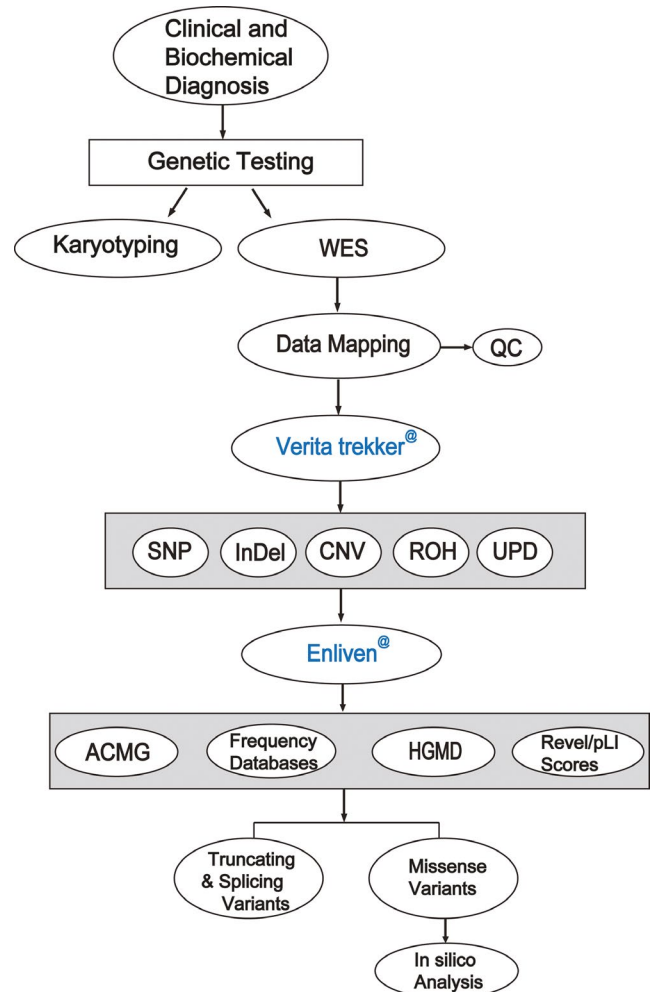 Clinical and
Biochemical
Diagnosis
Genetic Testing
Karyotyping
WES
Data Mapping
QC
Verita trekker@
SNP
InDel
CNV
ROH
UPD
Enliven@
ACMG
Frequency
Databases
HGMD
Revel/pLI
Scores
Truncating
& Splicing
Variants
Missense
Variants
In silico
Analysis